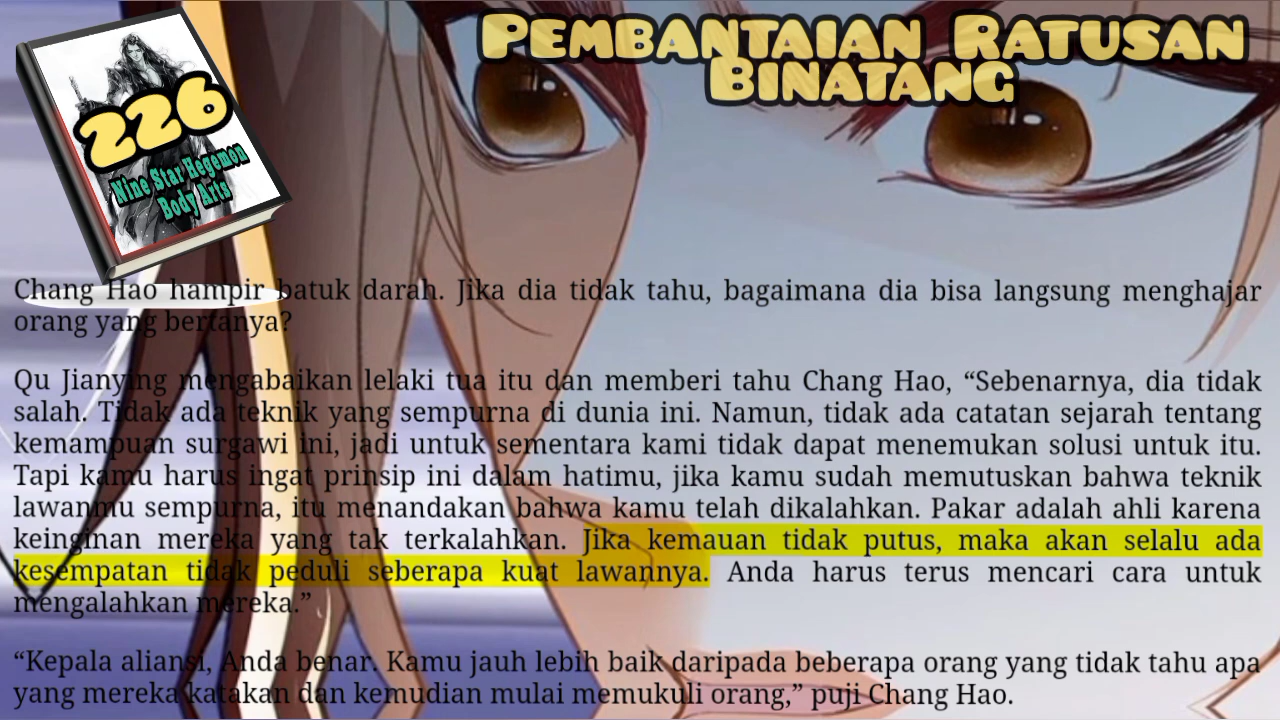 Pembantaian Ratusan
Binatang
226
Nine Star Hegemon
Body Arts
Chang Hao hampir batuk darah. Jika dia tidak tahu, bagaimana dia bisa langsung menghajar
orang yang bertanya?
Qu Jianying mengabaikan lelaki tua itu dan memberi tahu Chang Hao, “Sebenarnya, dia tidak
salah. Tidak ada teknik yang sempurna di dunia ini. Namun, tidak ada catatan sejarah tentang
kemampuan surgawi ini, jadi untuk sementara kami tidak dapat menemukan solusi untuk itu.
Tapi kamu harus ingat prinsip ini dalam hatimu, jika kamu sudah memutuskan bahwa teknik
lawanmu sempurna, itu menandakan bahwa kamu telah dikalahkan. Pakar adalah ahli karena
keinginan mereka yang tak terkalahkan. Jika kemauan tidak putus, maka akan selalu ada
kesempatan tidak peduli seberapa kuat lawannya. Anda harus terus mencari cara untuk
mengalahkan mereka.”
“Kepala aliansi, Anda benar. Kamu jauh lebih baik daripada beberapa orang yang tidak tahu apa
yang mereka katakan dan kemudian mulai memukuli orang,” puji Chang Hao.